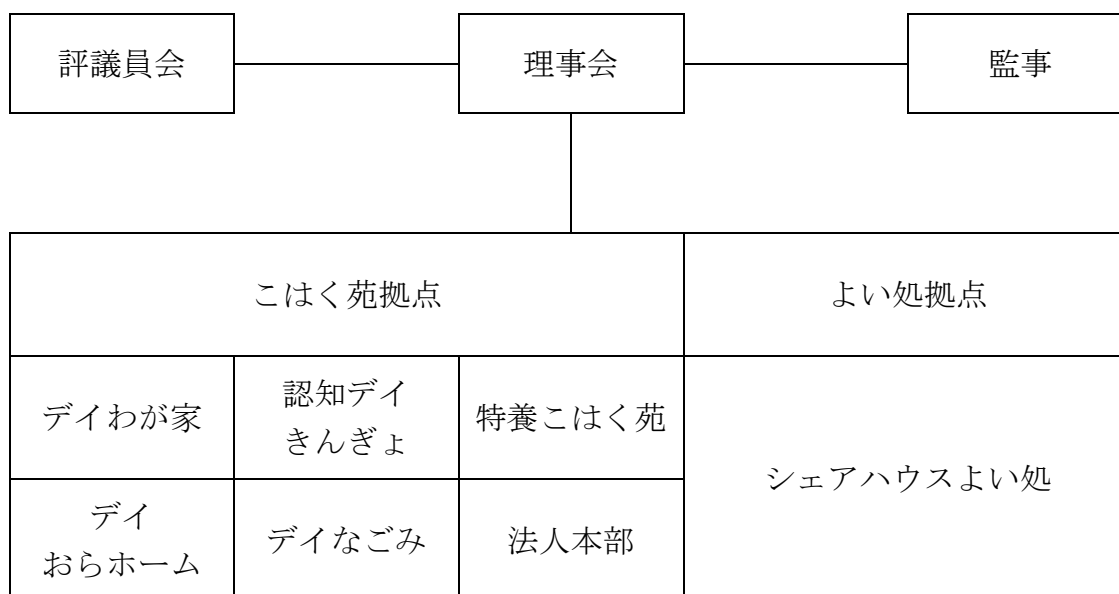 評議員会
理事会
監事
こはく苑拠点
よい処拠点
デイわが家
認知デイ
きんぎょ
特養こはく苑
シェアハウスよい処
デイ
おらホーム
デイなごみ
法人本部